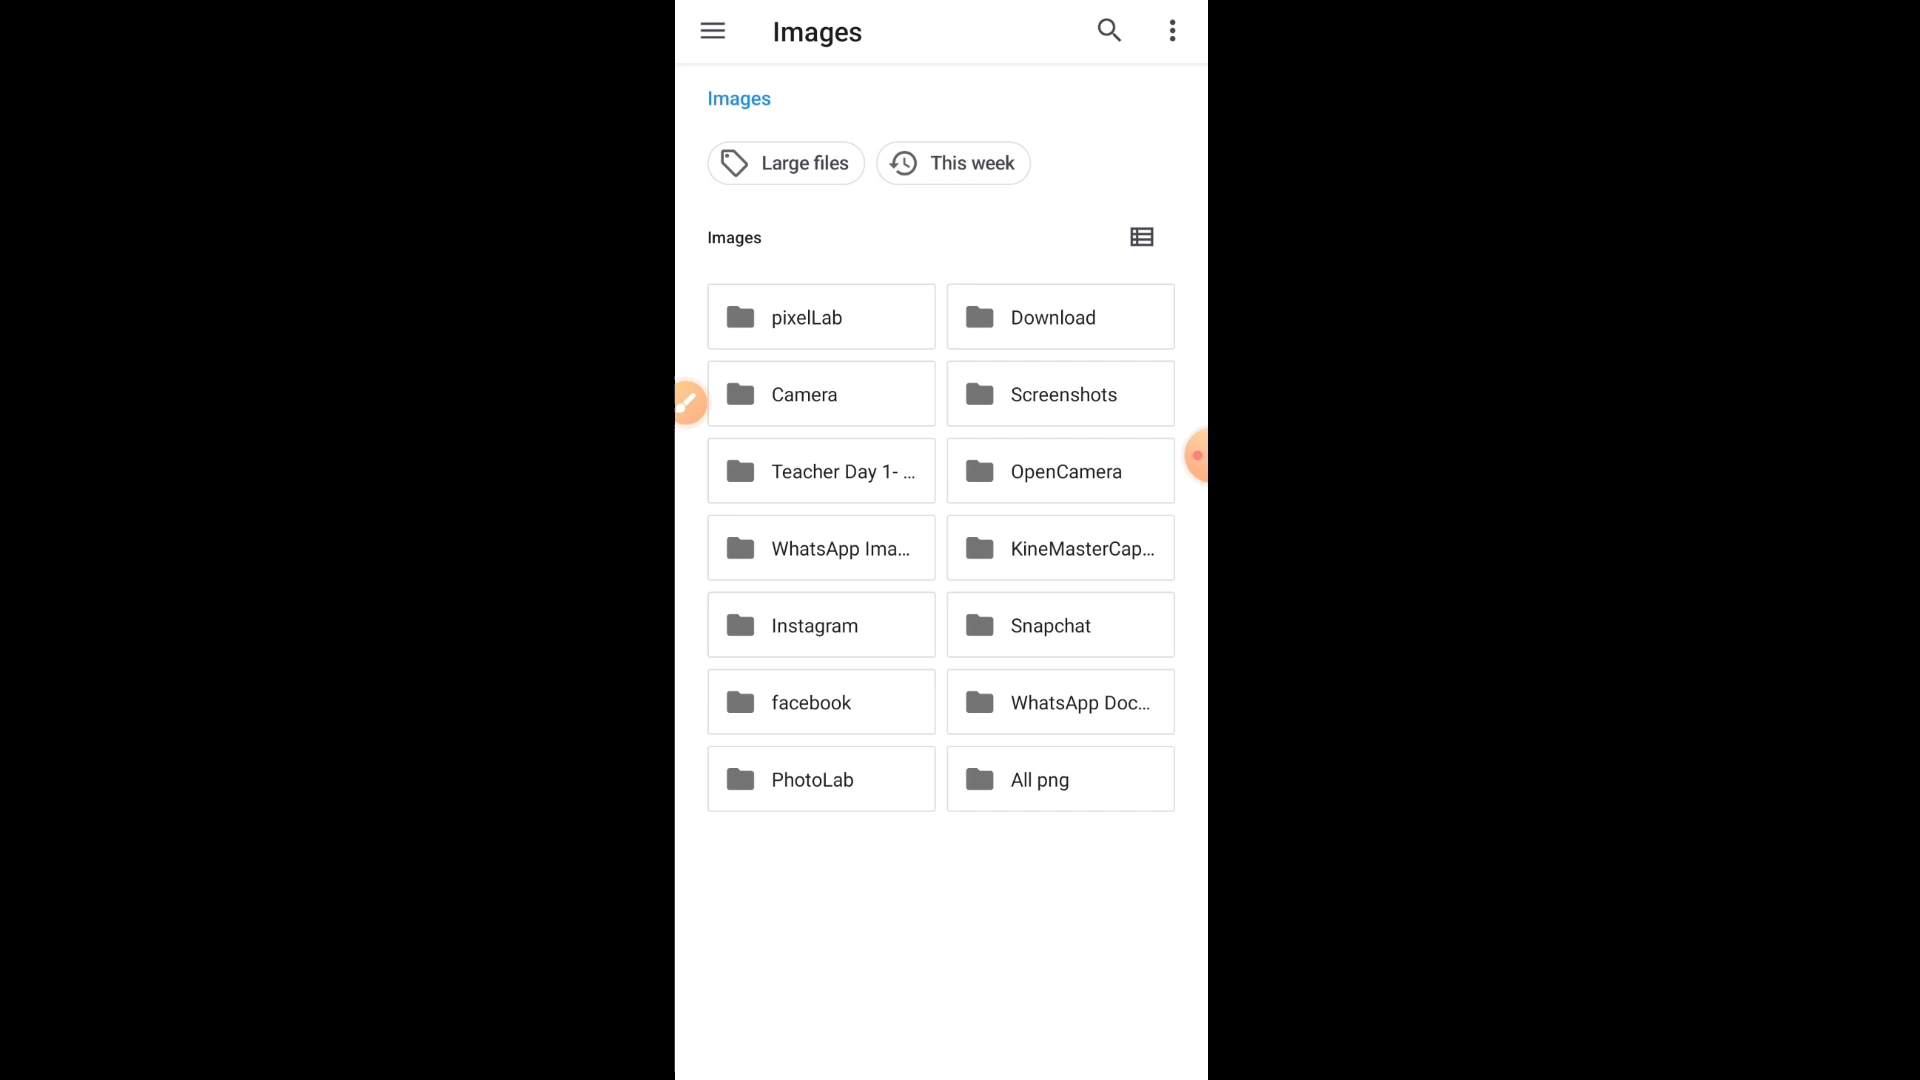 Images
Images
Large files
This week
Images
pixelLab
Download
Camera
Screenshots
Teacher Day 1- ...
OpenCamera
WhatsApp Ima...
KineMasterCap...
Instagram
Snapchat
facebook
WhatsApp Doc...
PhotoLab
All png